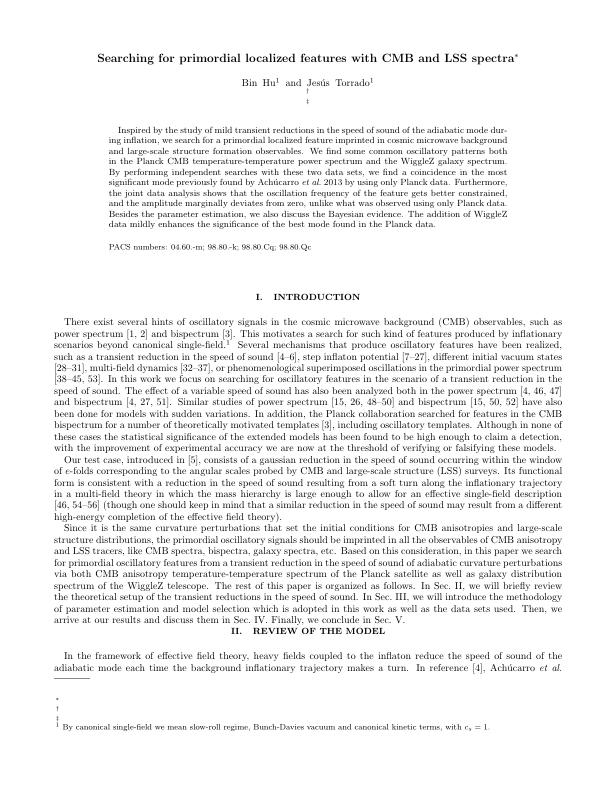 Searching for primordial localized features with CMB and LSS spectra*
Bin Hu¹ and Jesús Torrado¹
†
‡
Inspired by the study of mild transient reductions in the speed of sound of the adiabatic mode dur-
ing inflation, we search for a primordial localized feature imprinted in cosmic microwave background
and large-scale structure formation observables. We find some common oscillatory patterns both
in the Planck CMB temperature-temperature power spectrum and the WiggleZ galaxy spectrum.
By performing independent searches with these two data sets, we find a coincidence in the most
significant mode previously found by Achúcarro et al. 2013 by using only Planck data. Furthermore,
the joint data analysis shows that the oscillation frequency of the feature gets better constrained,
and the amplitude marginally deviates from zero, unlike what was observed using only Planck data.
Besides the parameter estimation, we also discuss the Bayesian evidence. The addition of WiggleZ
data mildly enhances the significance of the best mode found in the Planck data.
PACS numbers: 04.60.-m; 98.80.-k; 98.80.Cq; 98.80.Qc
I. INTRODUCTION
There exist several hints of oscillatory signals in the cosmic microwave background (CMB) observables, such as
power spectrum [1, 2] and bispectrum [3]. This motivates a search for such kind of features produced by inflationary
scenarios beyond canonical single-field.¹ Several mechanisms that produce oscillatory features have been realized,
such as a transient reduction in the speed of sound [4–6], step inflaton potential [7–27], different initial vacuum states
[28–31], multi-field dynamics [32–37], or phenomenological superimposed oscillations in the primordial power spectrum
[38–45, 53]. In this work we focus on searching for oscillatory features in the scenario of a transient reduction in the
speed of sound. The effect of a variable speed of sound has also been analyzed both in the power spectrum [4, 46, 47]
and bispectrum [4, 27, 51]. Similar studies of power spectrum [15, 26, 48–50] and bispectrum [15, 50, 52] have also
been done for models with sudden variations. In addition, the Planck collaboration searched for features in the CMB
bispectrum for a number of theoretically motivated templates [3], including oscillatory templates. Although in none of
these cases the statistical significance of the extended models has been found to be high enough to claim a detection,
with the improvement of experimental accuracy we are now at the threshold of verifying or falsifying these models.
Our test case, introduced in [5], consists of a gaussian reduction in the speed of sound occurring within the window
of e-folds corresponding to the angular scales probed by CMB and large-scale structure (LSS) surveys. Its functional
form is consistent with a reduction in the speed of sound resulting from a soft turn along the inflationary trajectory
in a multi-field theory in which the mass hierarchy is large enough to allow for an effective single-field description
[46, 54–56] (though one should keep in mind that a similar reduction in the speed of sound may result from a different
high-energy completion of the effective field theory).
Since it is the same curvature perturbations that set the initial conditions for CMB anisotropies and large-scale
structure distributions, the primordial oscillatory signals should be imprinted in all the observables of CMB anisotropy
and LSS tracers, like CMB spectra, bispectra, galaxy spectra, etc. Based on this consideration, in this paper we search
for primordial oscillatory features from a transient reduction in the speed of sound of adiabatic curvature perturbations
via both CMB anisotropy temperature-temperature spectrum of the Planck satellite as well as galaxy distribution
spectrum of the WiggleZ telescope. The rest of this paper is organized as follows. In Sec. II, we will briefly review
the theoretical setup of the transient reductions in the speed of sound. In Sec. III, we will introduce the methodology
of parameter estimation and model selection which is adopted in this work as well as the data sets used. Then, we
arrive at our results and discuss them in Sec. IV. Finally, we conclude in Sec. V.
II. REVIEW OF THE MODEL
In the framework of effective field theory, heavy fields coupled to the inflaton reduce the speed of sound of the
adiabatic mode each time the background inflationary trajectory makes a turn. In reference [4], Achúcarro et al.
*
†
‡
¹ By canonical single-field we mean slow-roll regime, Bunch-Davies vacuum and canonical kinetic terms, with cₛ = 1.